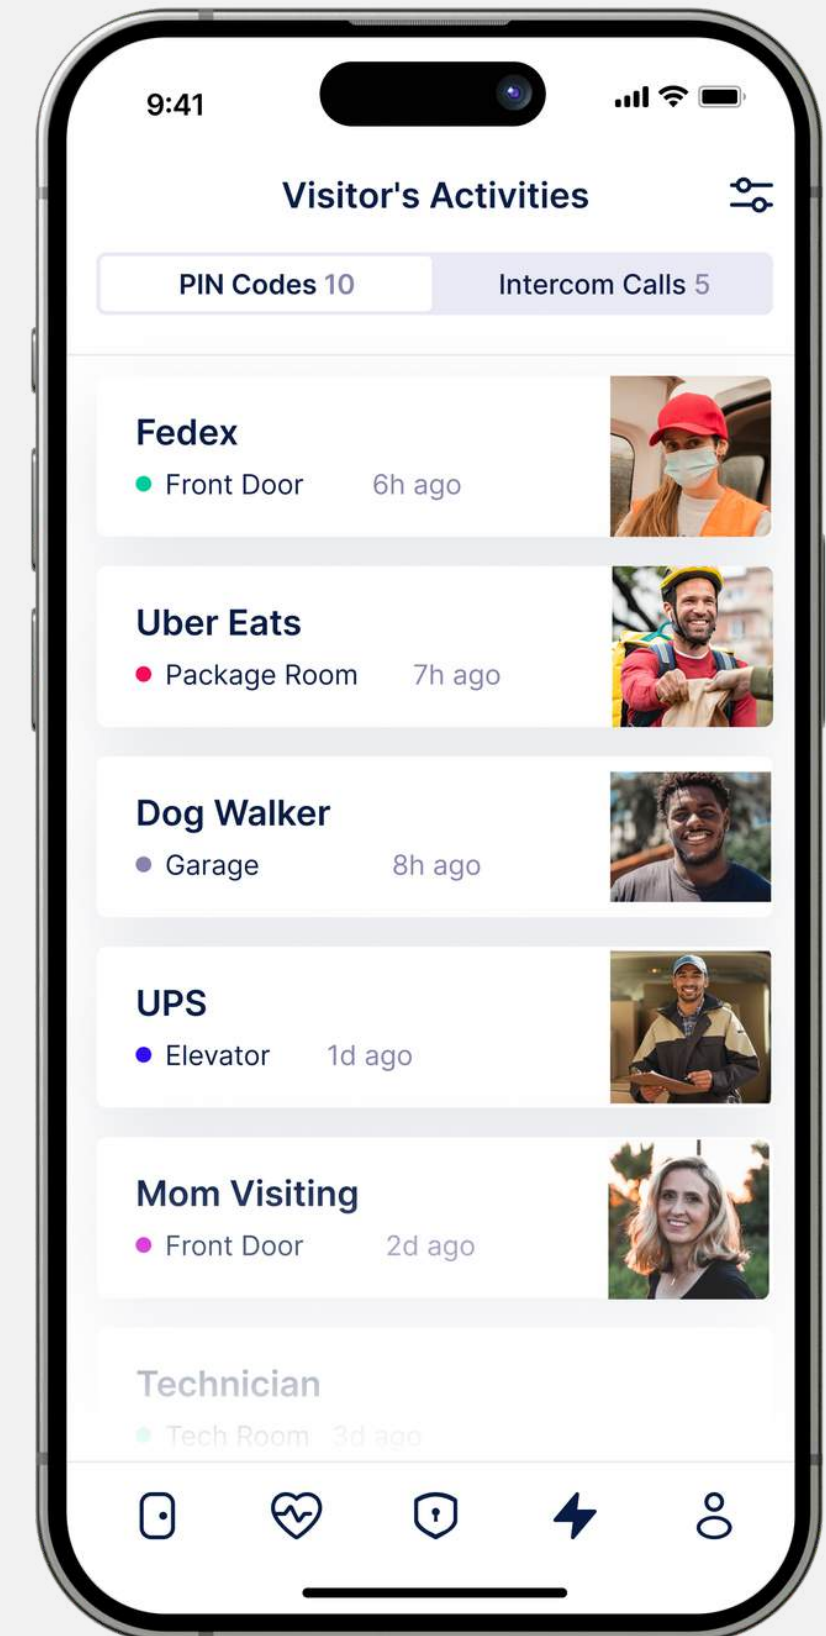 9:41
Visitor's Activities
PIN Codes 10
Intercom Calls 5
Fedex
Front Door 6h ago
Uber Eats
Package Room 7h ago
Dog Walker
Garage 8h ago
UPS
Elevator 1d ago
Mom Visiting
Front Door 2d ago
Technician
Tech Room 3d ago